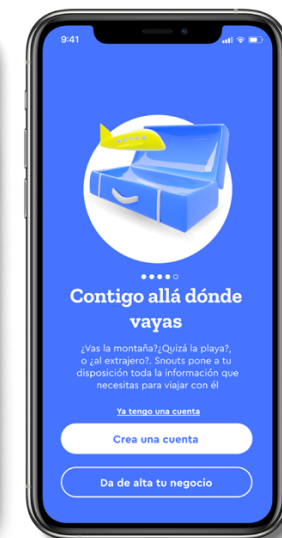 9:41
Contigo allá dónde
vayas
¿Vas la montaña?¿Quizá la playa?,
o ¿al extrajero?. Snouts pone a tu
disposición toda la información que
necesitas para viajar con él
Ya tengo una cuenta
Crea una cuenta
Da de alta tu negocio